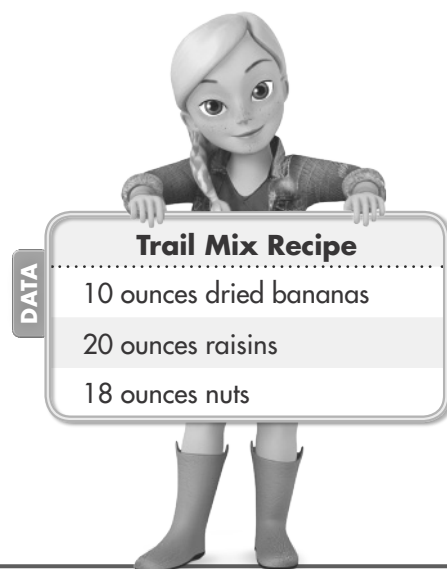 Trail Mix Recipe
DATA
10 ounces dried bananas
20 ounces raisins
18 ounces nuts